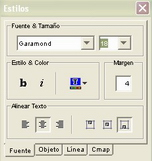 Estilos
Fuente & Tamaño
Garamond 18
Estilo & Color Margen
b i U 4
Alinear Texto
Fuente Objeto Línea Cmap